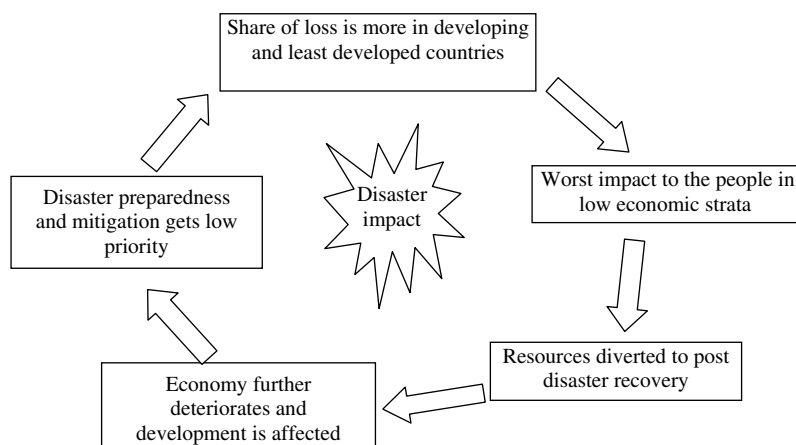 Share of loss is more in developing
and least developed countries
Worst impact to the people in
low economic strata
Resources diverted to post
disaster recovery
Economy further
deteriorates and
development is affected
Disaster preparedness
and mitigation gets low
priority
Disaster
impact